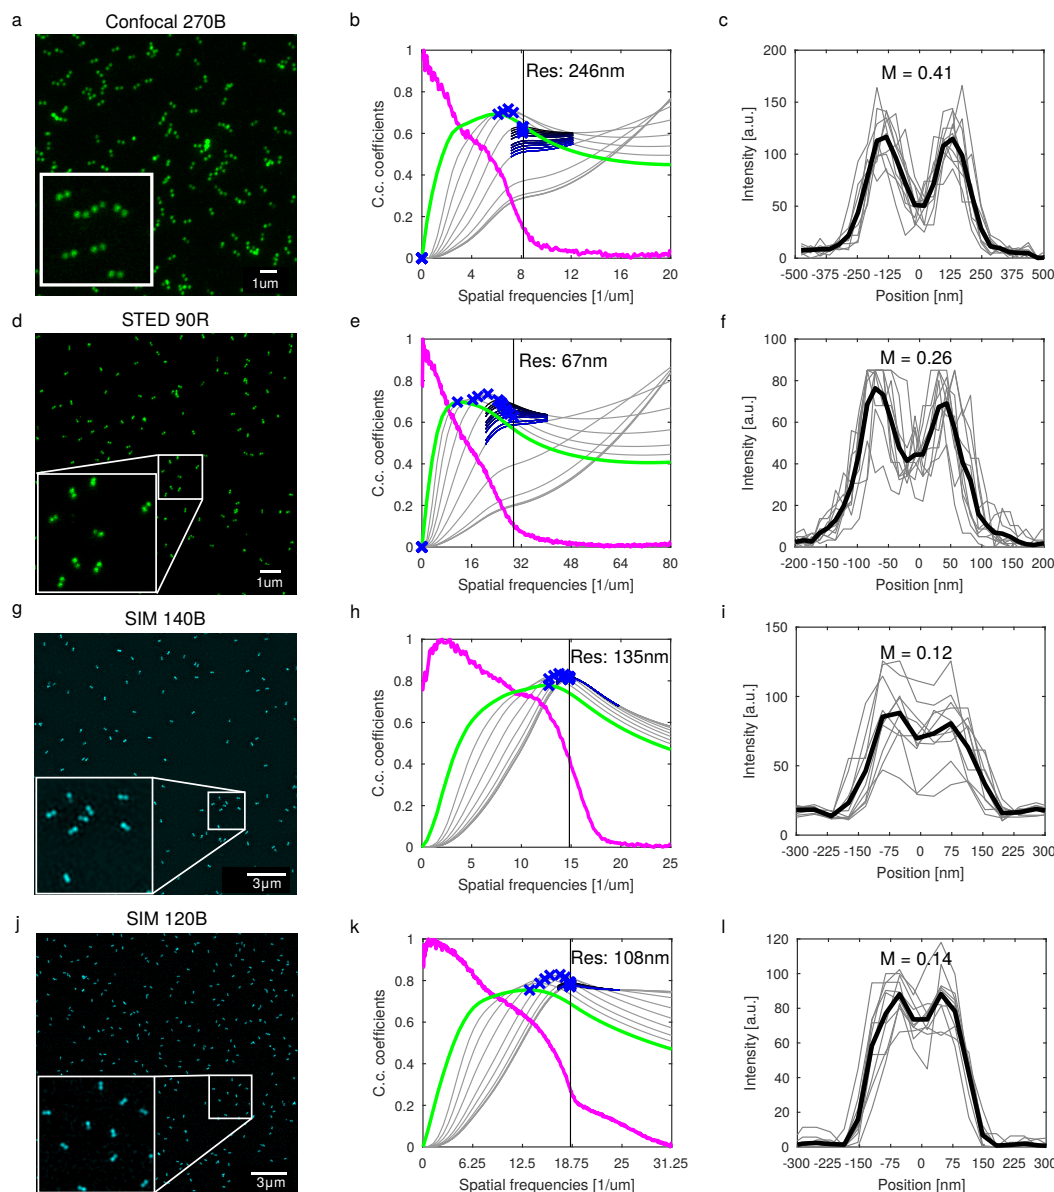 a
Confocal 270B
1um
b
Res: 246nm
C.c. coefficients
1
0.8
0.6
0.4
0.2
0
0 4 8 12 16 20
Spatial frequencies [1/um]
c
M = 0.41
Intensity [a.u.]
200
150
100
50
0
-500 -375 -250 -125 0 125 250 375 500
Position [nm]
d
STED 90R
1um
e
Res: 67nm
C.c. coefficients
1
0.8
0.6
0.4
0.2
0
0 16 32 48 64 80
Spatial frequencies [1/um]
f
M = 0.26
Intensity [a.u.]
100
80
60
40
20
0
-200 -150 -100 -50 0 50 100 150 200
Position [nm]
g
SIM 140B
3µm
h
Res: 135nm
C.c. coefficients
1
0.8
0.6
0.4
0.2
0
0 5 10 15 20 25
Spatial frequencies [1/um]
i
M = 0.12
Intensity [a.u.]
150
100
50
0
-300 -225 -150 -75 0 75 150 225 300
Position [nm]
j
SIM 120B
3µm
k
Res: 108nm
C.c. coefficients
1
0.8
0.6
0.4
0.2
0
0 6.25 12.5 18.75 25 31.25
Spatial frequencies [1/um]
l
M = 0.14
Intensity [a.u.]
120
100
80
60
40
20
0
-300 -225 -150 -75 0 75 150 225 300
Position [nm]